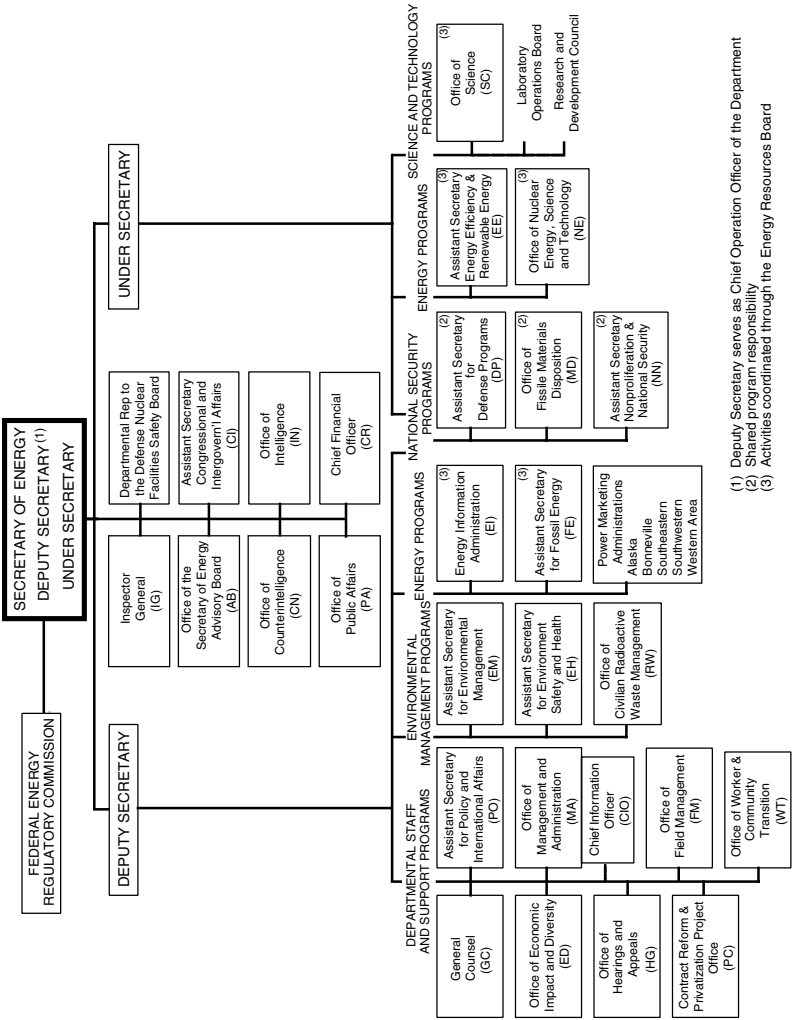 SECRETARY OF ENERGY
DEPUTY SECRETARY (1)
UNDER SECRETARY
FEDERAL ENERGY
REGULATORY COMMISSION
DEPUTY SECRETARY
UNDER SECRETARY
Inspector
General
(IG)
Departmental Rep to
the Defense Nuclear
Facilities Safety Board
Office of the
Secretary of Energy
Advisory Board
(AB)
Assistant Secretary
Congressional and
Intergovern'l Affairs
(CI)
Office of
Counterintelligence
(CN)
Office of
Intelligence
(IN)
Office of
Public Affairs
(PA)
Chief Financial
Officer
(CR)
DEPARTMENTAL STAFF
AND SUPPORT PROGRAMS
General
Counsel
(GC)
Assistant Secretary
for Policy and
International Affairs
(PO)
Office of Economic
Impact and Diversity
(ED)
Office of
Management and
Administration
(MA)
Chief Information
Officer
(CIO)
Office of
Hearings and
Appeals
(HG)
Office of
Field Management
(FM)
Contract Reform &
Privatization Project
Office
(PC)
Office of Worker &
Community
Transition
(WT)
ENVIRONMENTAL
MANAGEMENT PROGRAMS
Assistant Secretary
for Environmental
Management
(EM)
Assistant Secretary
for Environment
Safety and Health
(EH)
Office of
Civilian Radioactive
Waste Management
(RW)
ENERGY PROGRAMS
(3)
Energy Information
Administration
(EI)
(3)
Assistant Secretary
for Fossil Energy
(FE)
Power Marketing
Administrations
Alaska
Bonneville
Southeastern
Southwestern
Western Area
NATIONAL SECURITY
PROGRAMS
(2)
Assistant Secretary
for
Defense Programs
(DP)
(2)
Office of
Fissile Materials
Disposition
(MD)
(2)
Assistant Secretary
Nonproliferation &
National Security
(NN)
ENERGY PROGRAMS
(3)
Assistant Secretary
Energy Efficiency &
Renewable Energy
(EE)
(3)
Office of Nuclear
Energy, Science
and Technology
(NE)
SCIENCE AND TECHNOLOGY
PROGRAMS
(3)
Office of
Science
(SC)
Laboratory
Operations Board
Research and
Development Council
(1) Deputy Secretary serves as Chief Operation Officer of the Department
(2) Shared program responsibility
(3) Activities coordinated through the Energy Resources Board